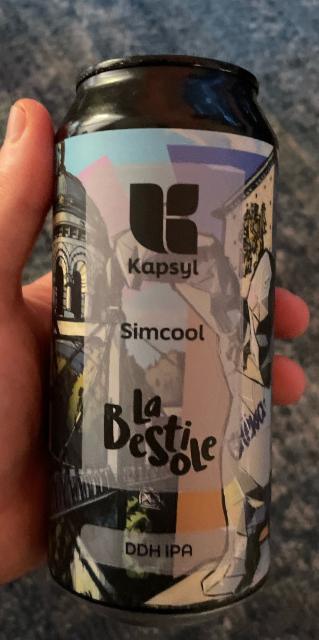 Kapsyl
Simcool
La
BeStiole
DDH IPA